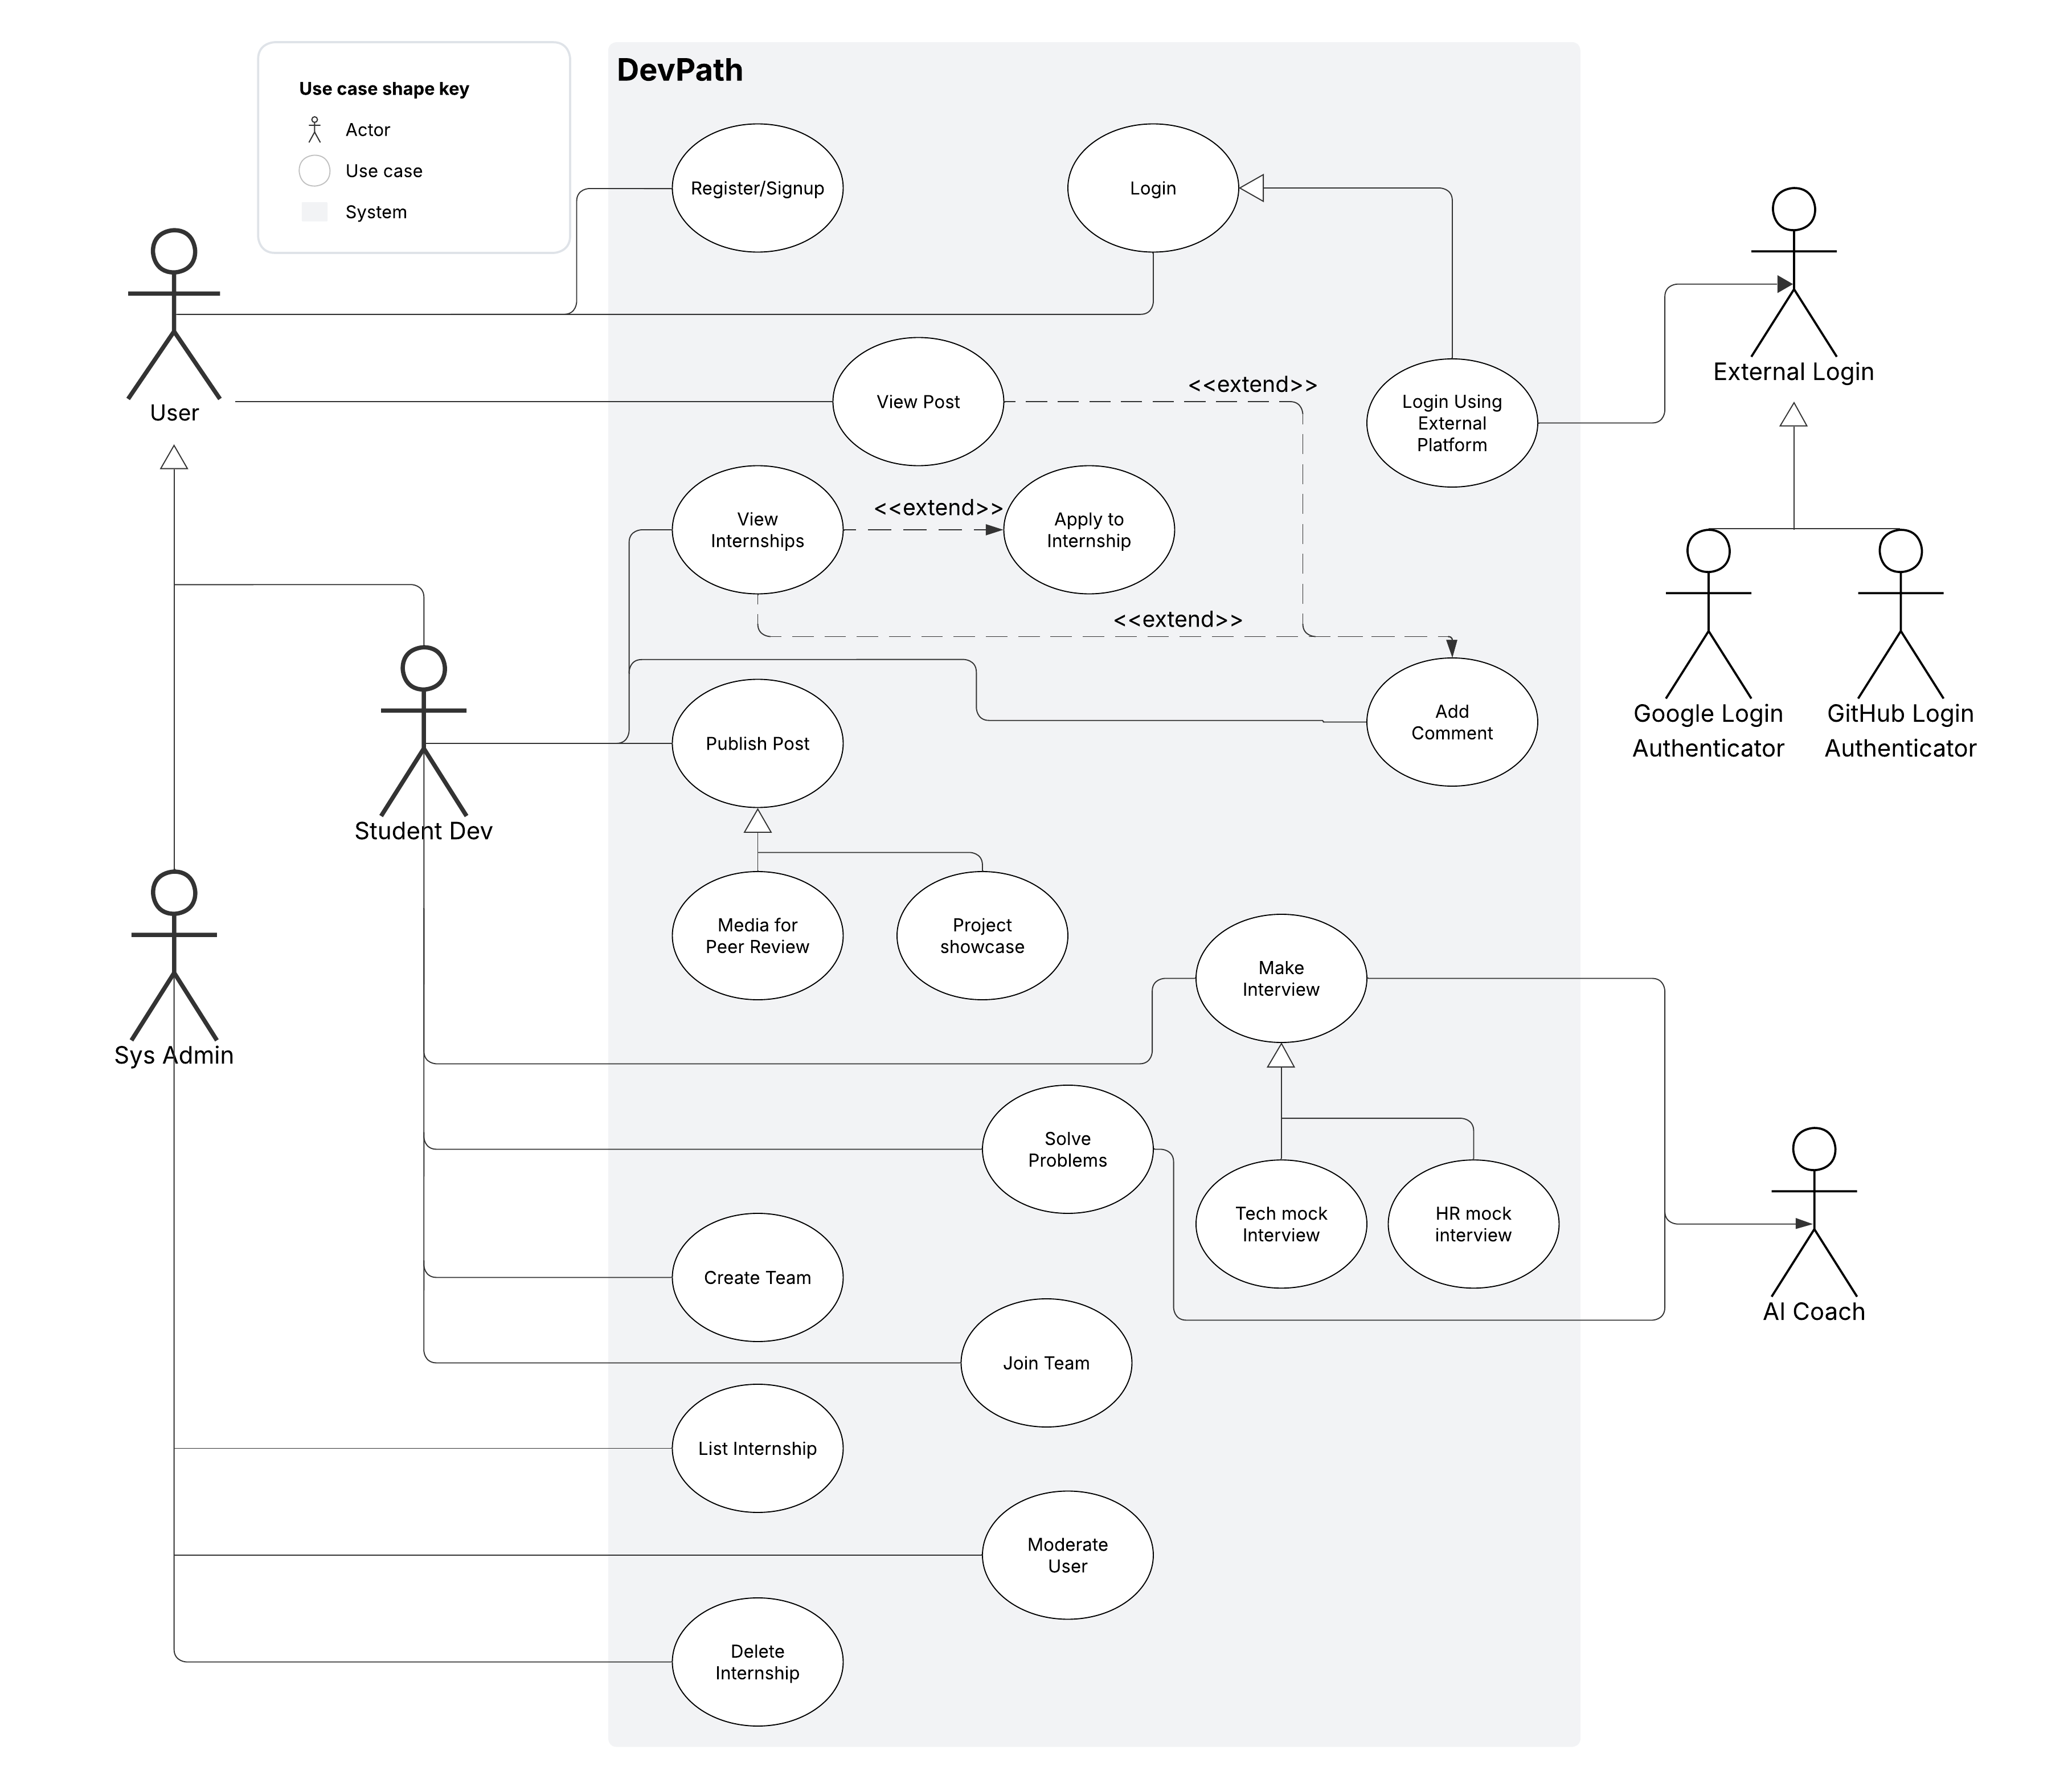 DevPath
Use case shape key
Actor
Use case
System
Register/Signup
Login
User
External Login
View Post
<<extend>>
Login Using
External
Platform
View
Internships
<<extend>>
Apply to
Internship
<<extend>>
Add
Comment
Google Login
Authenticator
GitHub Login
Authenticator
Publish Post
Student Dev
Media for
Peer Review
Project
showcase
Make
Interview
Sys Admin
Solve
Problems
Tech mock
Interview
HR mock
interview
AI Coach
Create Team
Join Team
List Internship
Moderate
User
Delete
Internship